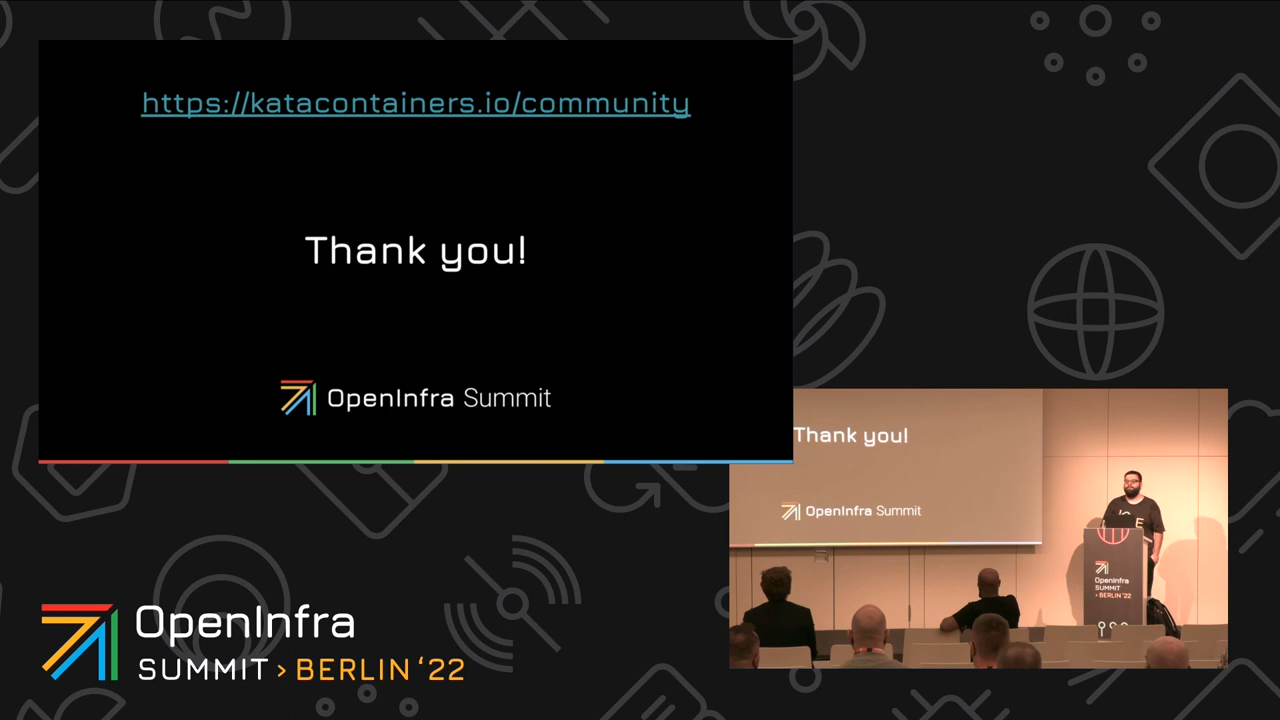 https://katacontainers.io/community
Thank you!
OpenInfra Summit
Thank you!
OpenInfra Summit
OpenInfra
SUMMIT
> BERLIN '22
OpenInfra
SUMMIT > BERLIN '22